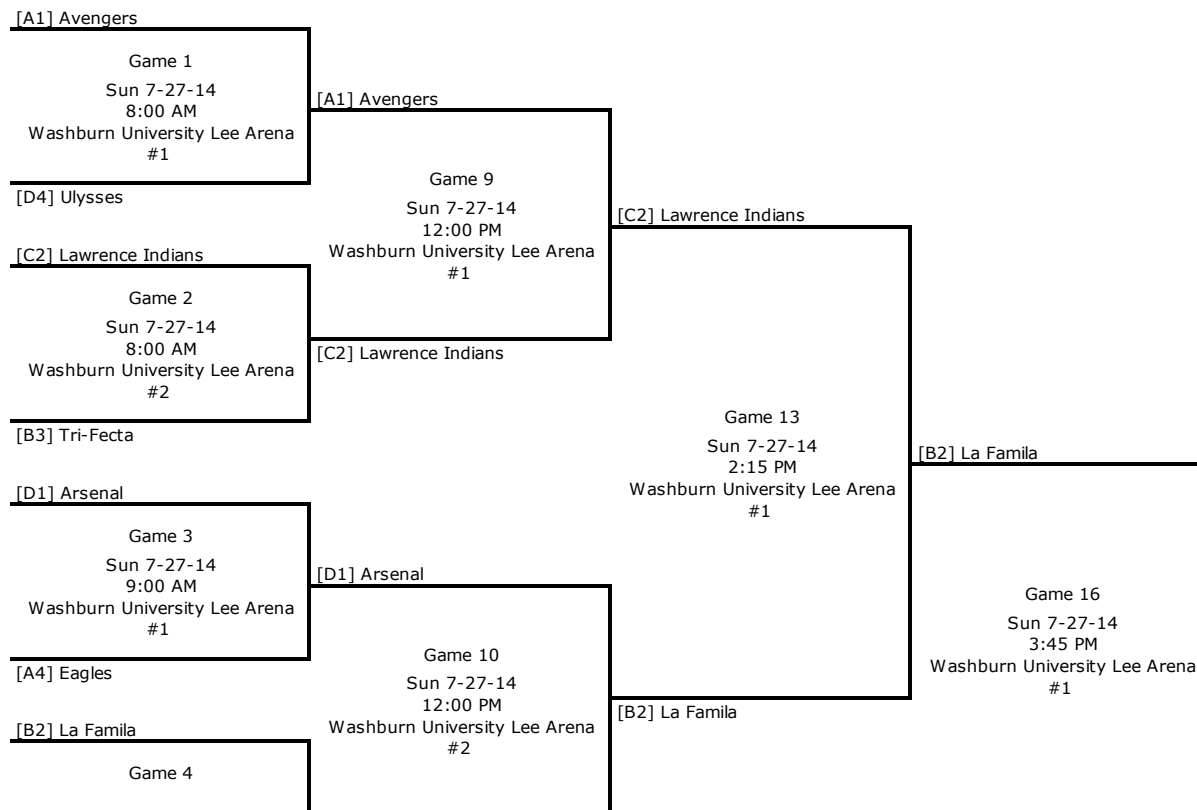 [A1] Avengers
Game 1
Sun 7-27-14
8:00 AM
Washburn University Lee Arena
#1
[D4] Ulysses
[C2] Lawrence Indians
Game 2
Sun 7-27-14
8:00 AM
Washburn University Lee Arena
#2
[B3] Tri-Fecta
[D1] Arsenal
Game 3
Sun 7-27-14
9:00 AM
Washburn University Lee Arena
#1
[A4] Eagles
[B2] La Famila
Game 4
[A1] Avengers
Game 9
Sun 7-27-14
12:00 PM
Washburn University Lee Arena
#1
[C2] Lawrence Indians
[D1] Arsenal
Game 10
Sun 7-27-14
12:00 PM
Washburn University Lee Arena
#2
[C2] Lawrence Indians
Game 13
Sun 7-27-14
2:15 PM
Washburn University Lee Arena
#1
[B2] La Famila
[B2] La Famila
Game 16
Sun 7-27-14
3:45 PM
Washburn University Lee Arena
#1